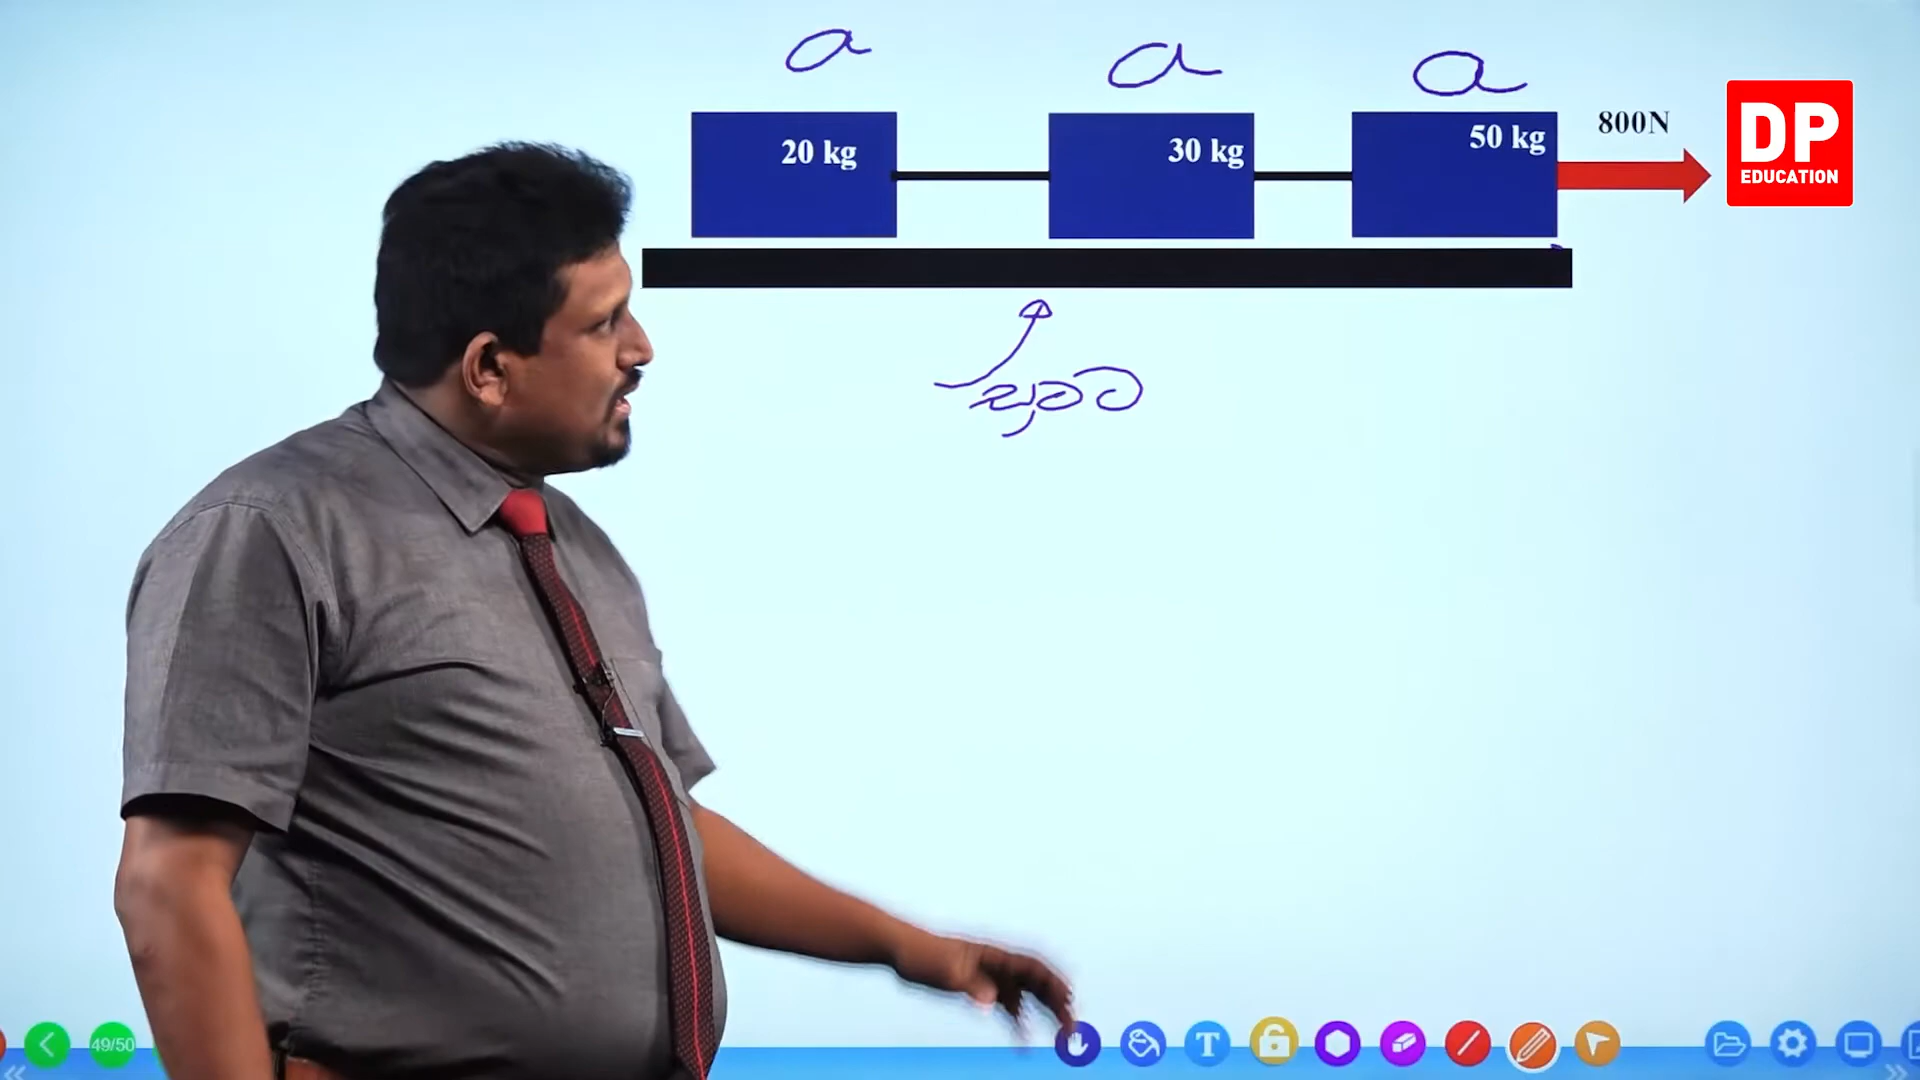 a a a
20 kg 30 kg 50 kg 800N
DP
EDUCATION
49/50
T